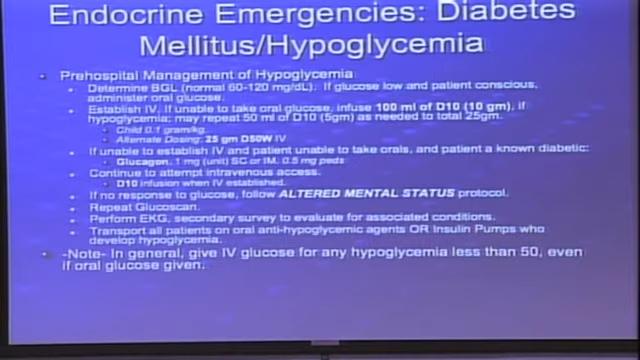 Endocrine Emergencies: Diabetes
Mellitus/Hypoglycemia
Prehospital Management of Hypoglycemia
Determine BGL (normal 60-120 mg/dL). If glucose low and patient conscious,
administer oral glucose.
Establish IV. If unable to take oral glucose, infuse 100 ml of D10 (10 gm), if
hypoglycemia; may repeat 50 ml of D10 (5gm) as needed to total 25gm.
Child 0.1 gram/kg.
Alternate Dosing: 25 gm D50W IV
If unable to establish IV and patient unable to take orals, and patient a known diabetic:
Glucagon, 1 mg (unit) SC or IM, 0.5 mg peds
Continue to attempt intravenous access.
D10 infusion when IV established.
If no response to glucose, follow ALTERED MENTAL STATUS protocol.
Repeat Glucoscan.
Perform EKG, secondary survey to evaluate for associated conditions.
Transport all patients on oral anti-hypoglycemic agents OR Insulin Pumps who
develop hypoglycemia.
-Note- In general, give IV glucose for any hypoglycemia less than 50, even
if oral glucose given.